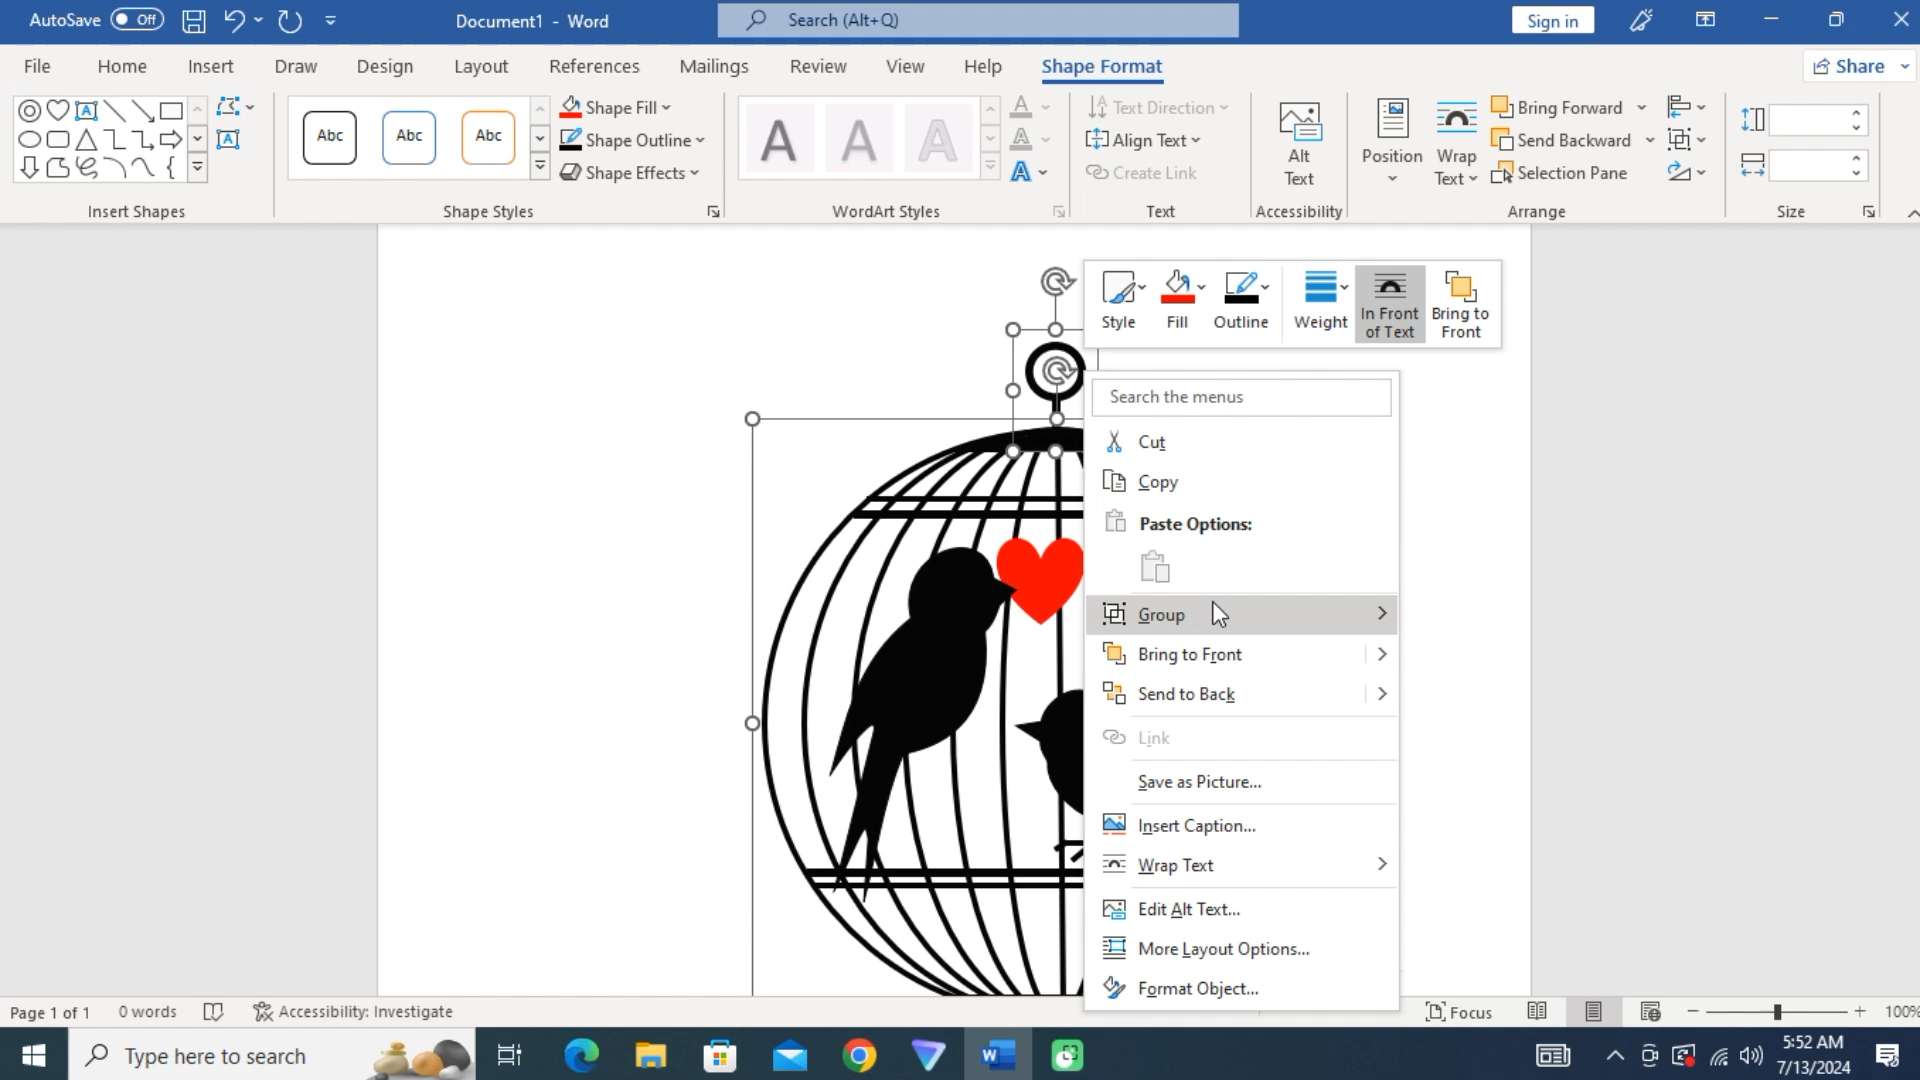 AutoSave Off Document1 - Word Search (Alt+Q) Sign in
File Home Insert Draw Design Layout References Mailings Review View Help Shape Format Share
Abc Abc Abc
Shape Fill
Shape Outline
Shape Effects
A A A
A
A
A
Text Direction
Align Text
Create Link
Alt
Text
Position
Wrap
Text
Bring Forward
Send Backward
Selection Pane
Insert Shapes Shape Styles WordArt Styles Text Accessibility Arrange Size
Style Fill Outline Weight In Front
of Text Bring to
Front
Search the menus
Cut
Copy
Paste Options:
Group
Bring to Front
Send to Back
Link
Save as Picture...
Insert Caption...
Wrap Text
Edit Alt Text...
More Layout Options...
Format Object...
Page 1 of 1 0 words Accessibility: Investigate Focus 100%
Type here to search
5:52 AM
7/13/2024